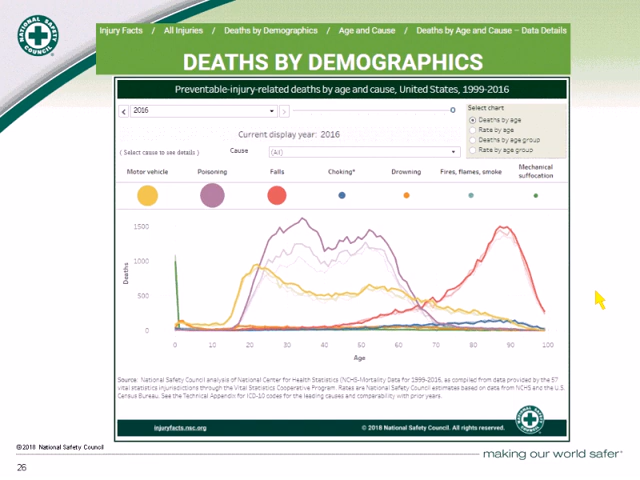 NATIONAL SAFETY COUNCIL
Injury Facts / All Injuries / Deaths by Demographics / Age and Cause / Deaths by Age and Cause – Data Details
DEATHS BY DEMOGRAPHICS
Preventable-injury-related deaths by age and cause, United States, 1999-2016
2016
Select chart
Deaths by age
Rate by age
Deaths by age group
Rate by age group
Current display year: 2016
( Select cause to see details )
Cause
(All)
Motor vehicle
Poisoning
Falls
Choking*
Drowning
Fires, flames, smoke
Mechanical
suffocation
1500
1000
500
0
Deaths
0 10 20 30 40 50 60 70 80 90 100
Age
Source: National Safety Council analysis of National Center for Health Statistics (NCHS-Mortality Data for 1999-2016, as compiled from data provided by the 57
vital statistics injurisdictions through the Vital Statistics Cooperative Program. Rates are National Safety Council estimates based on data from NCHS and the U.S.
Census Bureau. See the Technical Appendix for ICD-10 codes for the leading causes and comparability with prior years.
injuryfacts.nsc.org
© 2018 National Safety Council. All rights reserved.
©2018 National Safety Council
making our world safer
26